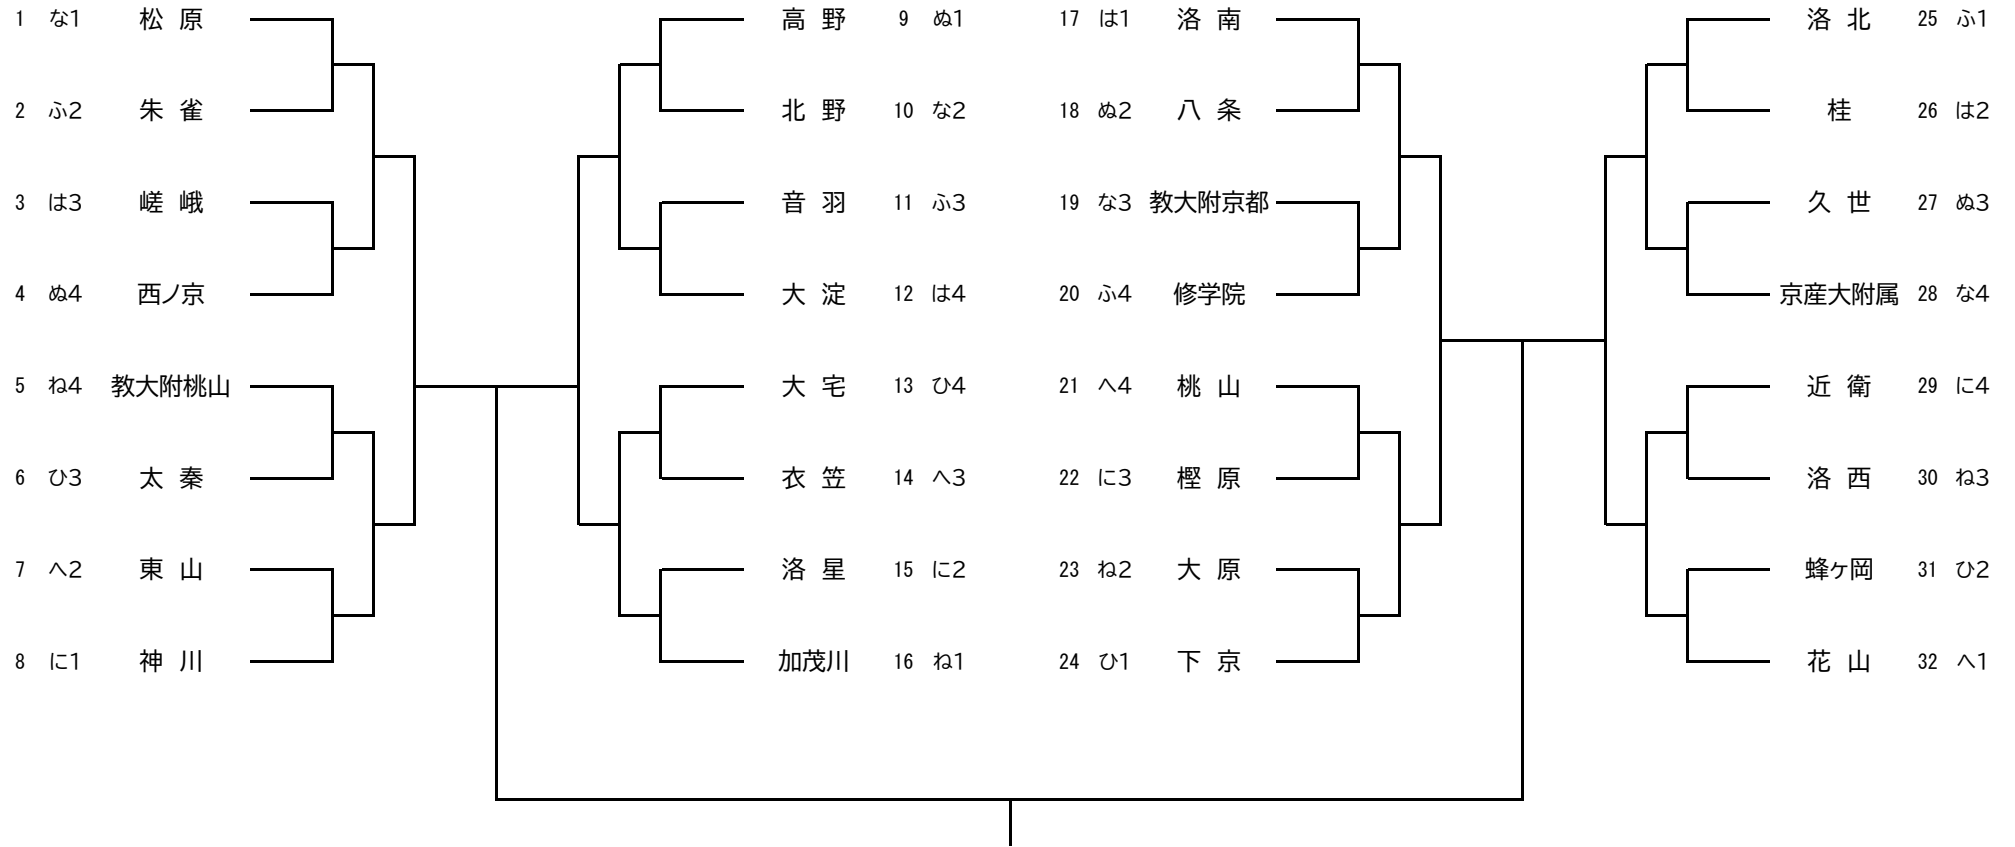 1 な1 松原 高野 9 ぬ1 17 は1 洛南 洛北 25 ふ1
2 ふ2 朱雀 北野 10 な2 18 ぬ2 八条 桂 26 は2
3 は3 嵯峨 音羽 11 ふ3 19 な3 教大附京都 久世 27 ぬ3
4 ぬ4 西ノ京 大淀 12 は4 20 ふ4 修学院 京産大附属 28 な4
5 ね4 教大附桃山 大宅 13 ひ4 21 へ4 桃山 近衛 29 に4
6 ひ3 太秦 衣笠 14 へ3 22 に3 樫原 洛西 30 ね3
7 へ2 東山 洛星 15 に2 23 ね2 大原 蜂ヶ岡 31 ひ2
8 に1 神川 加茂川 16 ね1 24 ひ1 下京 花山 32 へ1